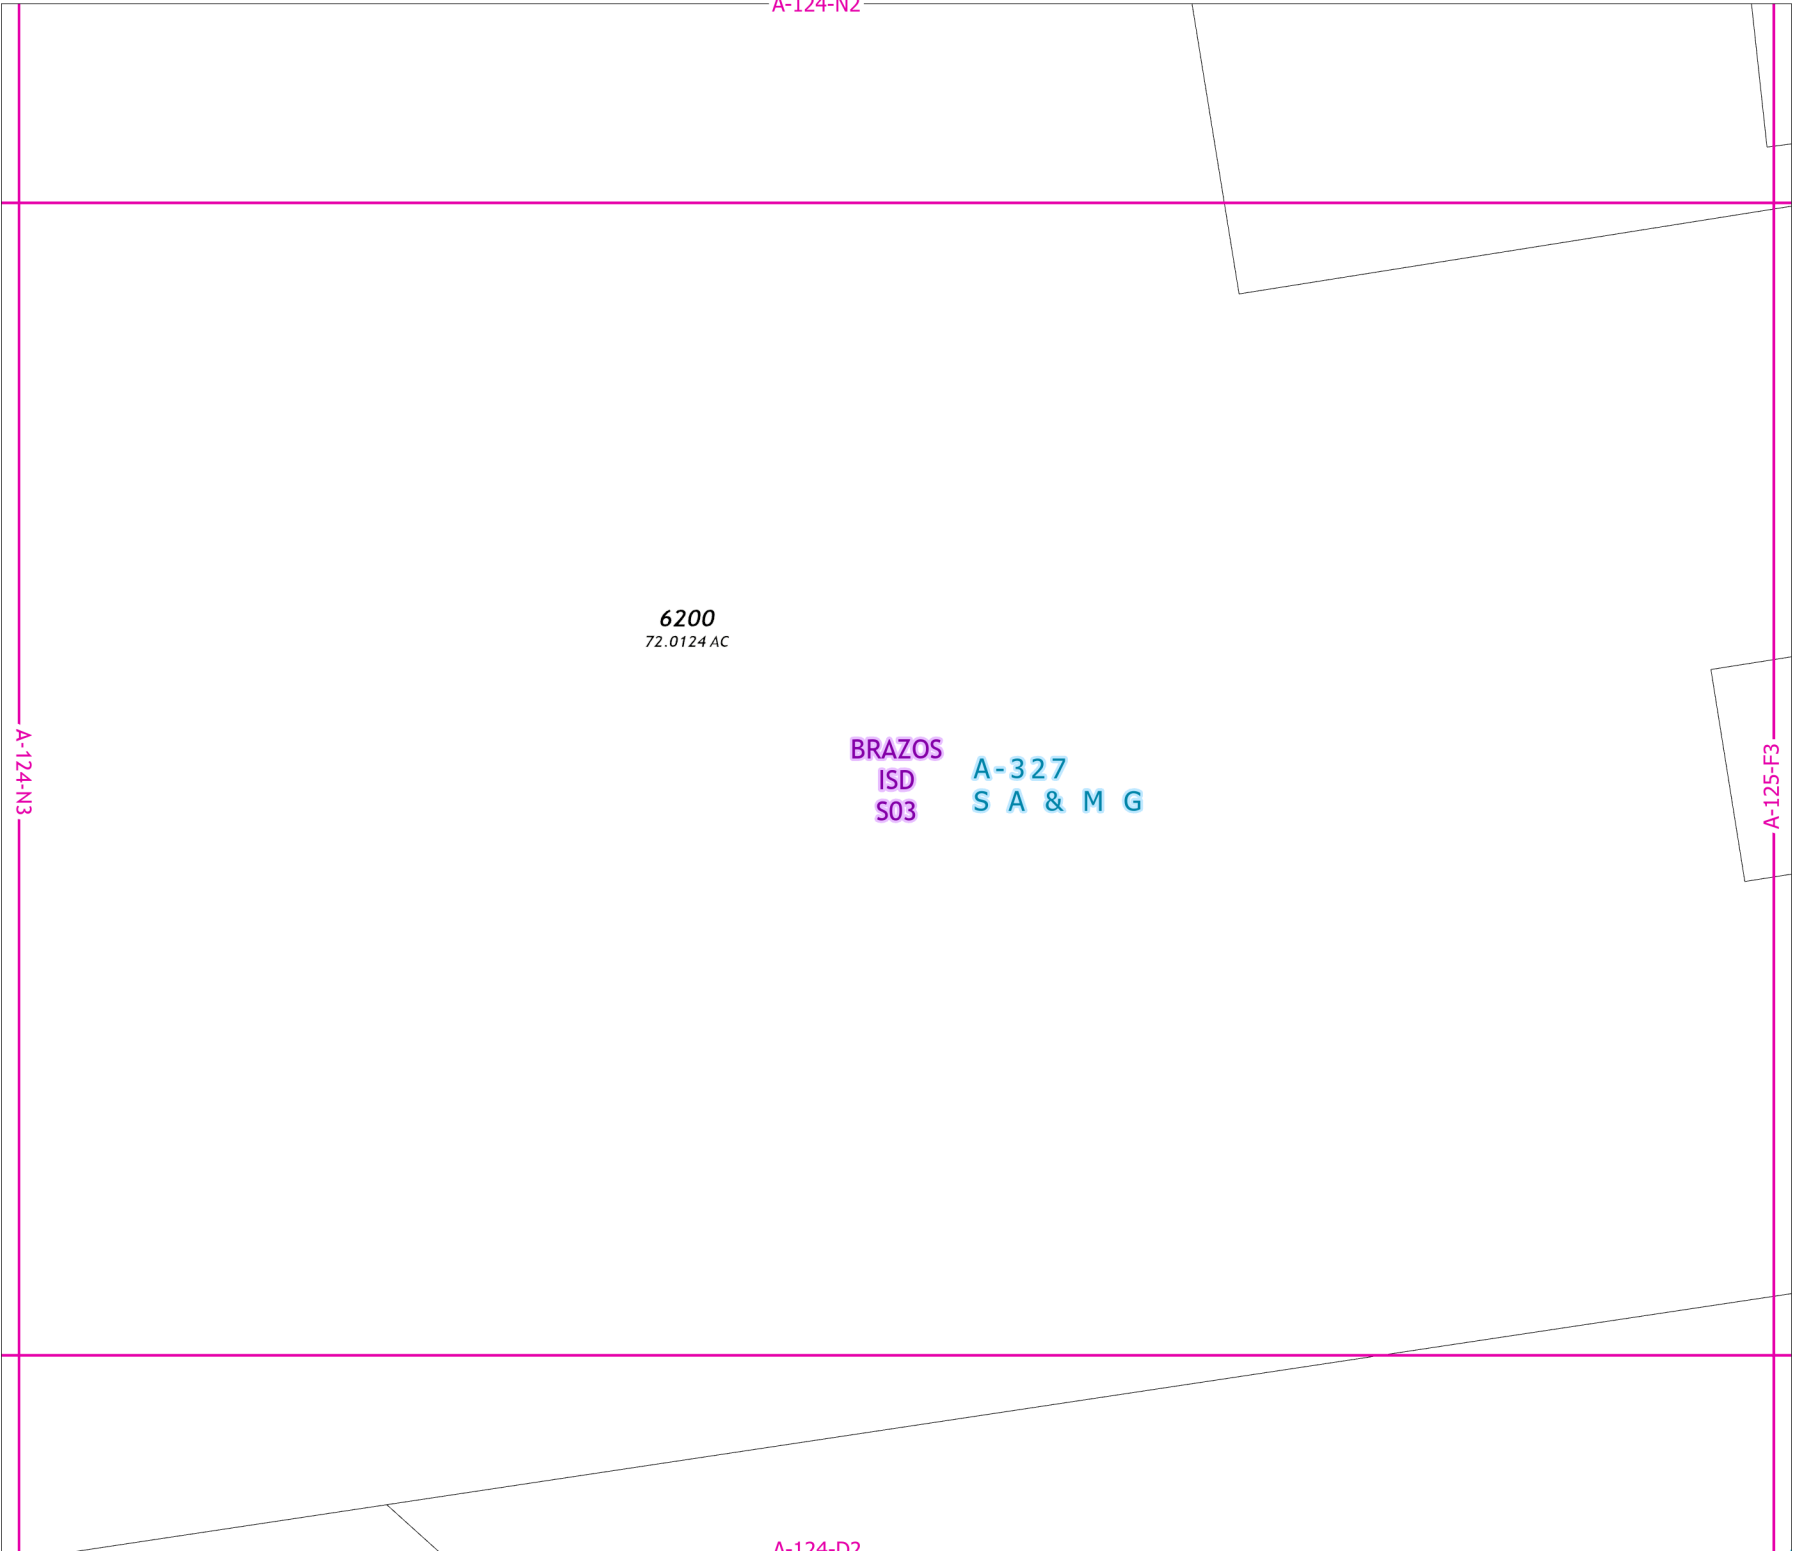 A-124-N2
6200
72.0124 AC
BRAZOS
ISD
S03
A-327
S A & M G
A-124-N3
A-125-F3
A-124-D2